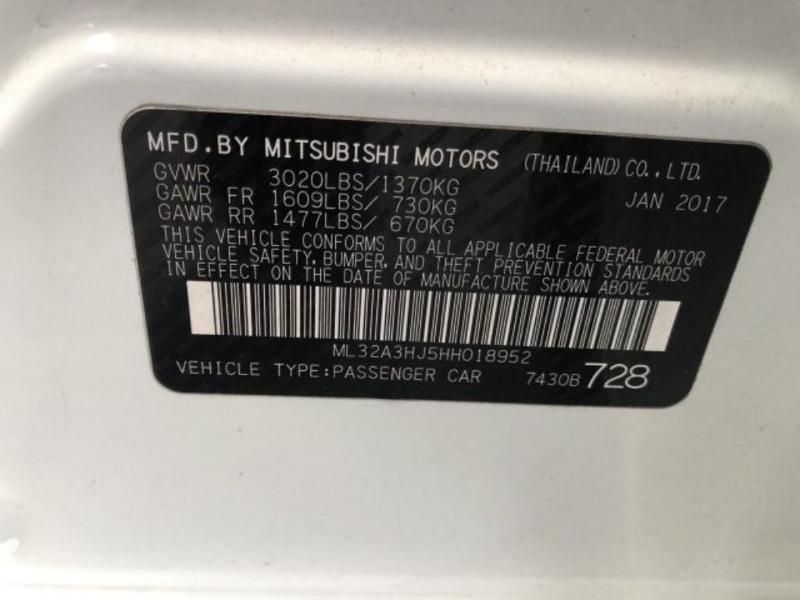 MFD.BY MITSUBISHI MOTORS (THAILAND)CO.,LTD.
GVWR 3020LBS/1370KG JAN 2017
GAWR FR 1609LBS/ 730KG
GAWR RR 1477LBS/ 670KG
THIS VEHICLE CONFORMS TO ALL APPLICABLE FEDERAL MOTOR
VEHICLE SAFETY, BUMPER, AND THEFT PREVENTION STANDARDS
IN EFFECT ON THE DATE OF MANUFACTURE SHOWN ABOVE.
ML32A3HJ5HH018952
VEHICLE TYPE:PASSENGER CAR 7430B 728